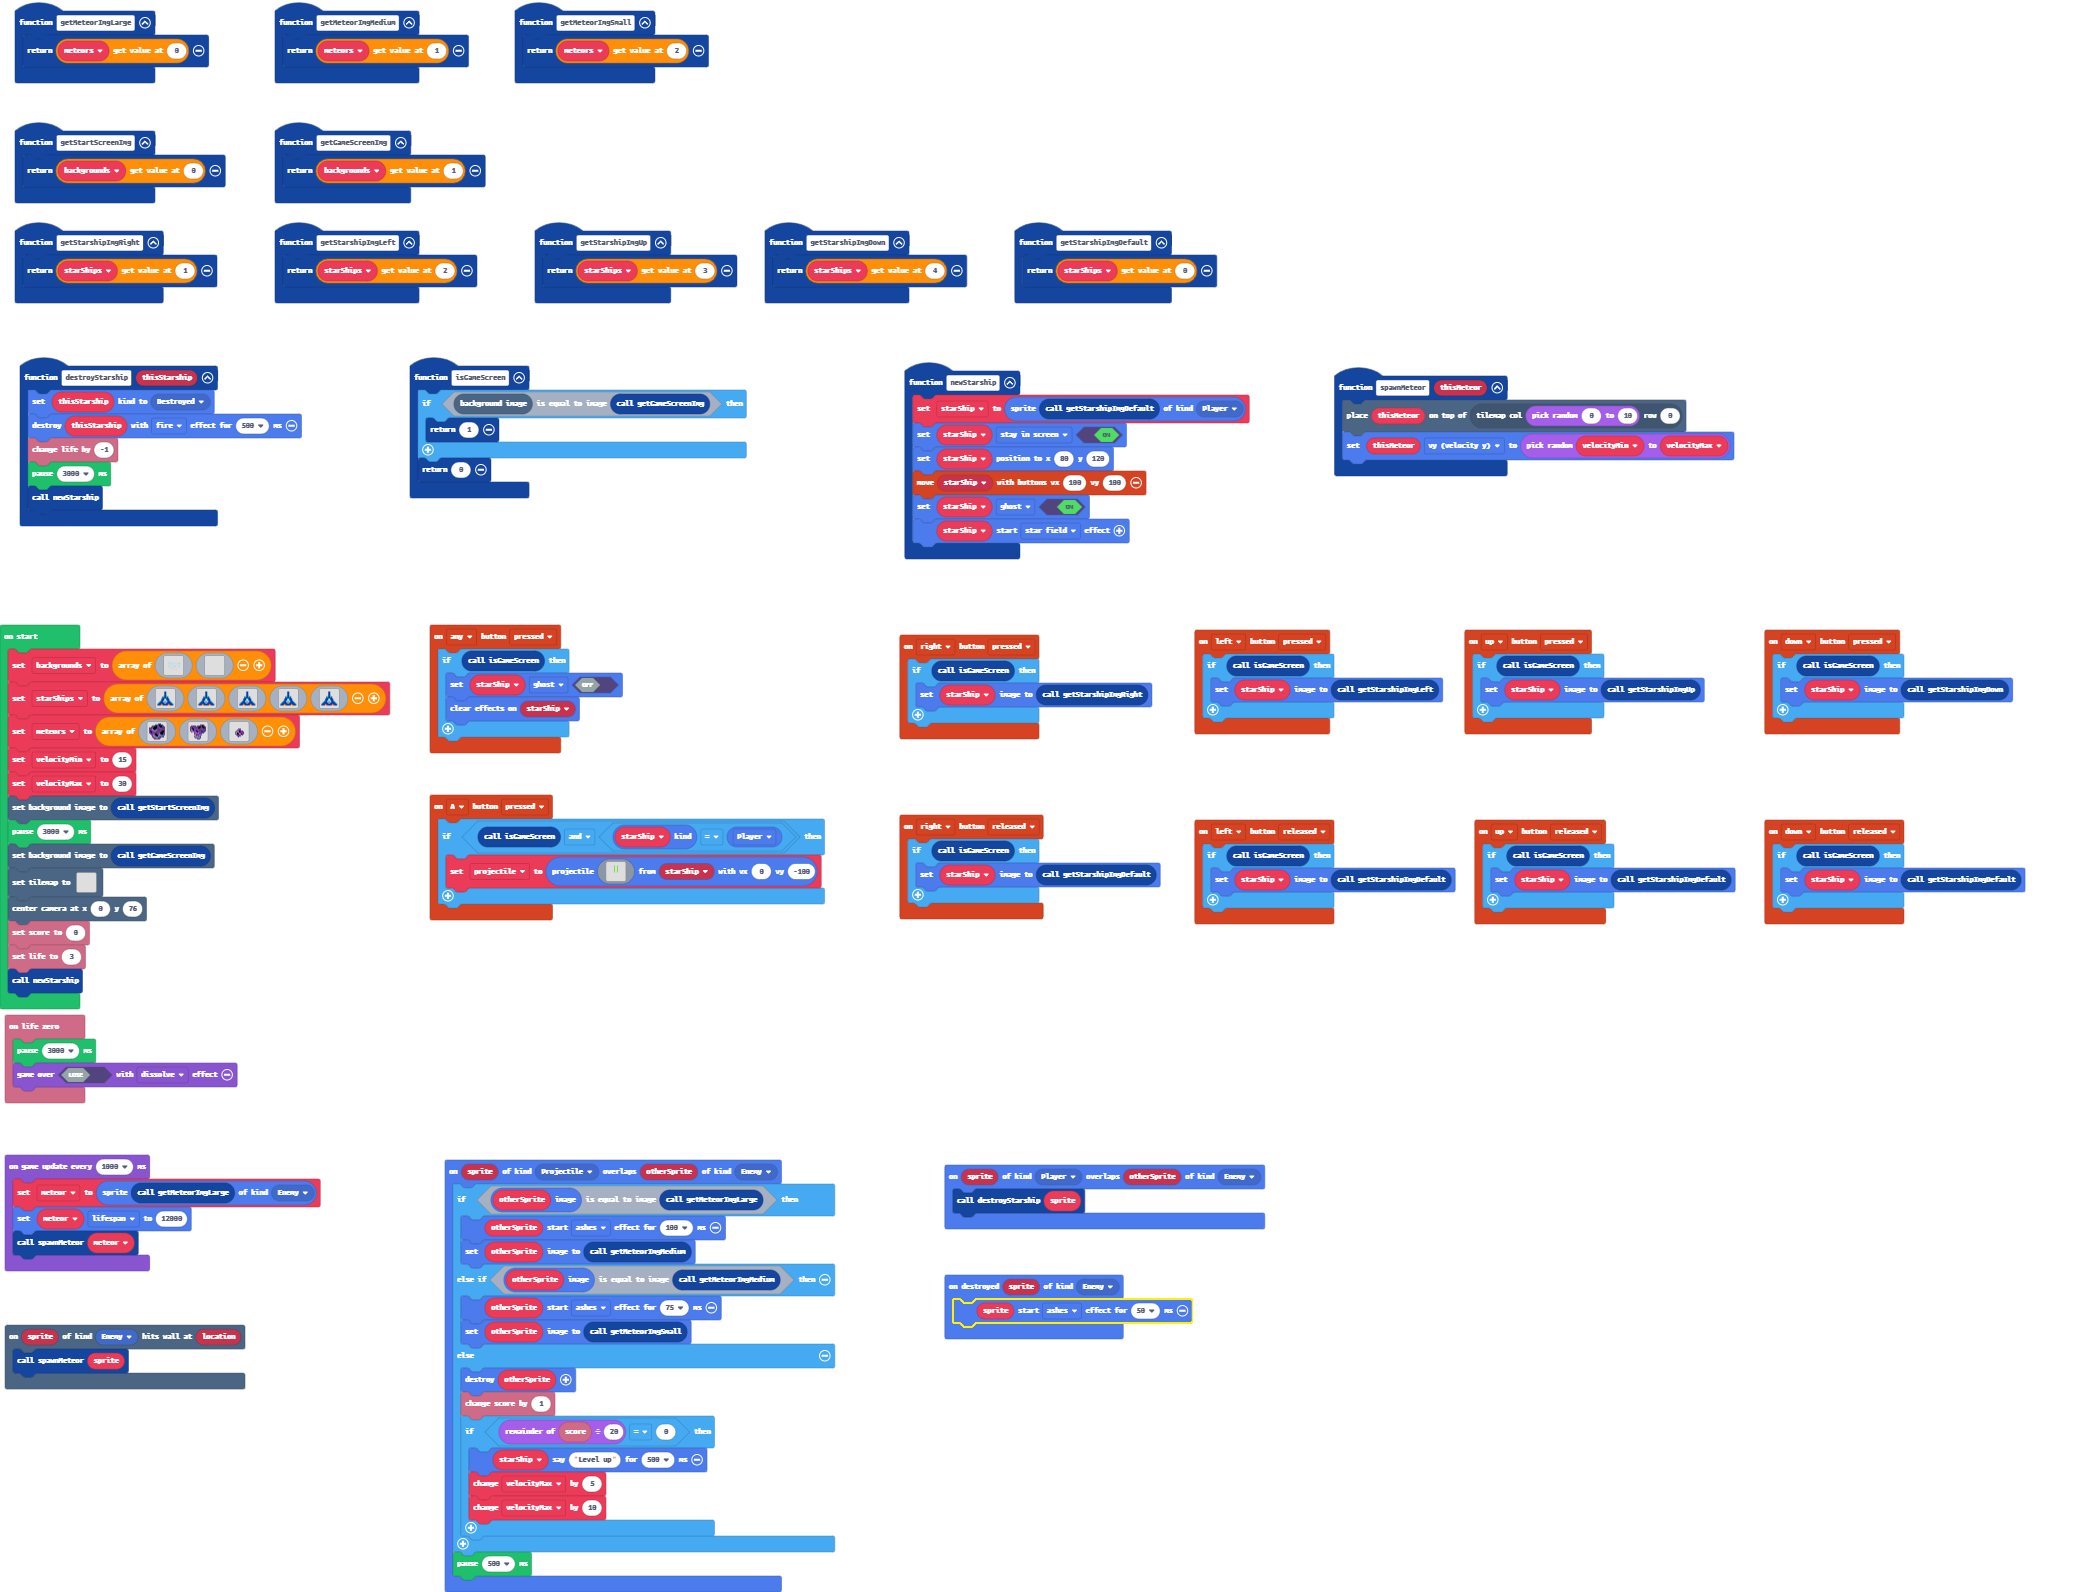 function getMeteorImgLarge
return meteors get value at 0
function getMeteorImgMedium
return meteors get value at 1
function getMeteorImgSmall
return meteors get value at 2
function getStartScreenImg
return backgrounds get value at 0
function getGameScreenImg
return backgrounds get value at 1
function getStarshipImgRight
return starShips get value at 1
function getStarshipImgLeft
return starShips get value at 2
function getStarshipImgUp
return starShips get value at 3
function getStarshipImgDown
return starShips get value at 4
function getStarshipImgDefault
return starShips get value at 0
function destroyStarship thisStarship
set thisStarship kind to Destroyed
destroy thisStarship with fire effect for 500 ms
change life by -1
pause 3000 ms
call newStarship
function isGameScreen
if background image is equal to image call getGameScreenImg then
return 1
return 0
function newStarship
set starShip to sprite call getStarshipImgDefault of kind Player
set starShip stay in screen ON
set starShip position to x 80 y 120
move starShip with buttons vx 100 vy 100
set starShip ghost ON
starShip start star field effect
function spawnMeteor thisMeteor
place thisMeteor on top of tilemap col pick random 0 to 10 row 0
set thisMeteor vy (velocity y) to pick random velocityMin to velocityMax
on start
set backgrounds to array of
set starShips to array of
set meteors to array of
set velocityMin to 15
set velocityMax to 30
set background image to call getStartScreenImg
pause 3000 ms
set background image to call getGameScreenImg
set tilemap to
center camera at x 0 y 76
set score to 0
set life to 3
call newStarship
on any button pressed
if call isGameScreen then
set starShip ghost OFF
clear effects on starShip
on A button pressed
if call isGameScreen and starShip kind = Player then
set projectile to projectile from starShip with vx 0 vy -100
on right button pressed
if call isGameScreen then
set starShip image to call getStarshipImgRight
on left button pressed
if call isGameScreen then
set starShip image to call getStarshipImgLeft
on up button pressed
if call isGameScreen then
set starShip image to call getStarshipImgUp
on down button pressed
if call isGameScreen then
set starShip image to call getStarshipImgDown
on right button released
if call isGameScreen then
set starShip image to call getStarshipImgDefault
on left button released
if call isGameScreen then
set starShip image to call getStarshipImgDefault
on up button released
if call isGameScreen then
set starShip image to call getStarshipImgDefault
on down button released
if call isGameScreen then
set starShip image to call getStarshipImgDefault
on life zero
pause 3000 ms
game over LOSE with dissolve effect
on game update every 1000 ms
set meteor to sprite call getMeteorImgLarge of kind Enemy
set meteor lifespan to 12000
call spawnMeteor meteor
on sprite of kind Enemy hits wall at location
call spawnMeteor sprite
on sprite of kind Projectile overlaps otherSprite of kind Enemy
if otherSprite image is equal to image call getMeteorImgLarge then
otherSprite start ashes effect for 100 ms
set otherSprite image to call getMeteorImgMedium
else if otherSprite image is equal to image call getMeteorImgMedium then
otherSprite start ashes effect for 75 ms
set otherSprite image to call getMeteorImgSmall
else
destroy otherSprite
change score by 1
if remainder of score ÷ 20 = 0 then
starShip say "Level up" for 500 ms
change velocityMax by 5
change velocityMax by 10
pause 500 ms
on sprite of kind Player overlaps otherSprite of kind Enemy
call destroyStarship sprite
on destroyed sprite of kind Enemy
sprite start ashes effect for 50 ms